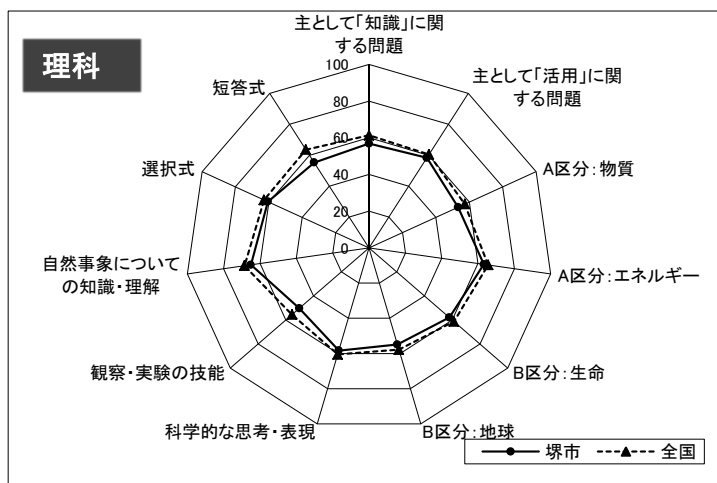 理科
主として「知識」に関
する問題
主として「活用」に関
する問題
A区分：物質
A区分：エネルギー
B区分：生命
B区分：地球
科学的な思考・表現
観察・実験の技能
自然事象について
の知識・理解
選択式
短答式
100
80
60
40
20
0
堺市
全国